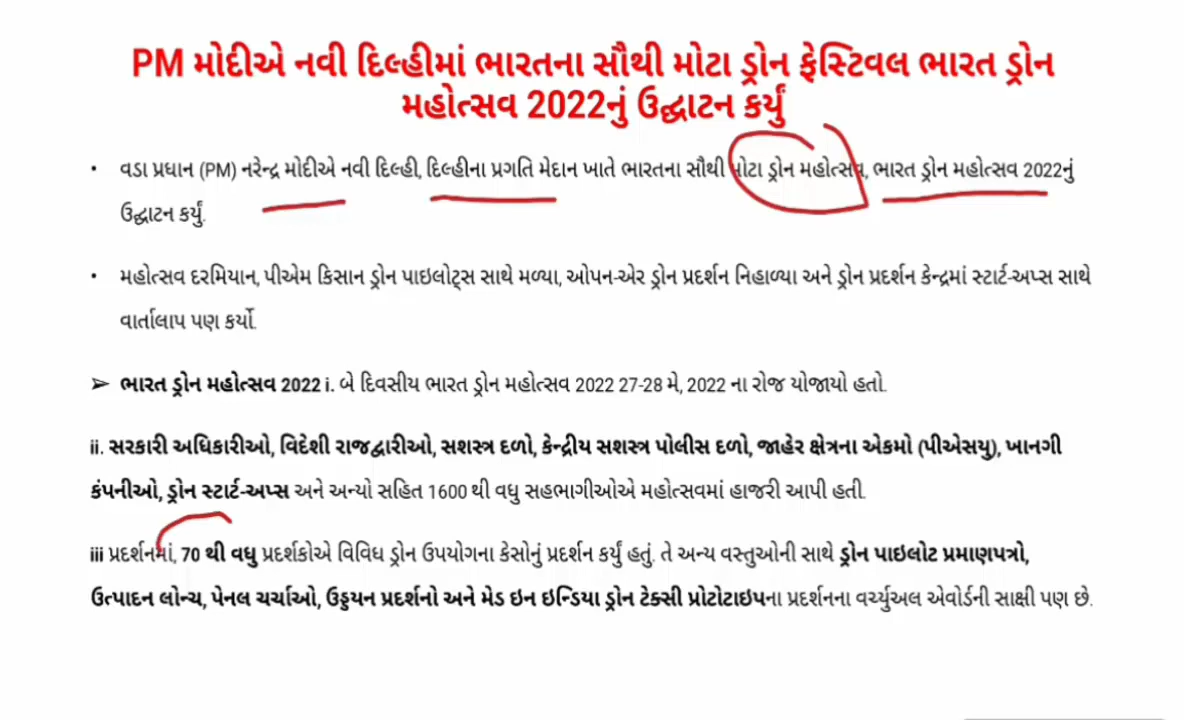 PM મોદીએ નવી દિલ્હીમાં ભારતના સૌથી મોટા ડ્રોન ફેસ્ટિવલ ભારત ડ્રોન
મહોત્સવ 2022નું ઉદ્ઘાટન કર્યું
• વડા પ્રધાન (PM) નરેન્દ્ર મોદીએ નવી દિલ્હી, દિલ્હીના પ્રગતિ મેદાન ખાતે ભારતના સૌથી મોટા ડ્રોન મહોત્સવ, ભારત ડ્રોન મહોત્સવ 2022નું
ઉદ્ઘાટન કર્યું.
• મહોત્સવ દરમિયાન, પીએમ કિસાન ડ્રોન પાઇલોટ્સ સાથે મળ્યા, ઓપન-એર ડ્રોન પ્રદર્શન નિહાળ્યા અને ડ્રોન પ્રદર્શન કેન્દ્રમાં સ્ટાર્ટ-અપ્સ સાથે
વાર્તાલાપ પણ કર્યો.
➢ ભારત ડ્રોન મહોત્સવ 2022 i. બે દિવસીય ભારત ડ્રોન મહોત્સવ 2022 27-28 મે, 2022 ના રોજ યોજાયો હતો.
ii. સરકારી અધિકારીઓ, વિદેશી રાજદ્વારીઓ, સશસ્ત્ર દળો, કેન્દ્રીય સશસ્ત્ર પોલીસ દળો, જાહેર ક્ષેત્રના એકમો (પીએસયુ), ખાનગી
કંપનીઓ, ડ્રોન સ્ટાર્ટ-અપ્સ અને અન્યો સહિત 1600 થી વધુ સહભાગીઓએ મહોત્સવમાં હાજરી આપી હતી.
iii પ્રદર્શનમાં, 70 થી વધુ પ્રદર્શકોએ વિવિધ ડ્રોન ઉપયોગના કેસોનું પ્રદર્શન કર્યું હતું. તે અન્ય વસ્તુઓની સાથે ડ્રોન પાઇલોટ પ્રમાણપત્રો,
ઉત્પાદન લોન્ચ, પેનલ ચર્ચાઓ, ઉડ્ડયન પ્રદર્શનો અને મેડ ઇન ઇન્ડિયા ડ્રોન ટેક્સી પ્રોટોટાઇપના પ્રદર્શનના વર્ચ્યુઅલ એવોર્ડની સાક્ષી પણ છે.